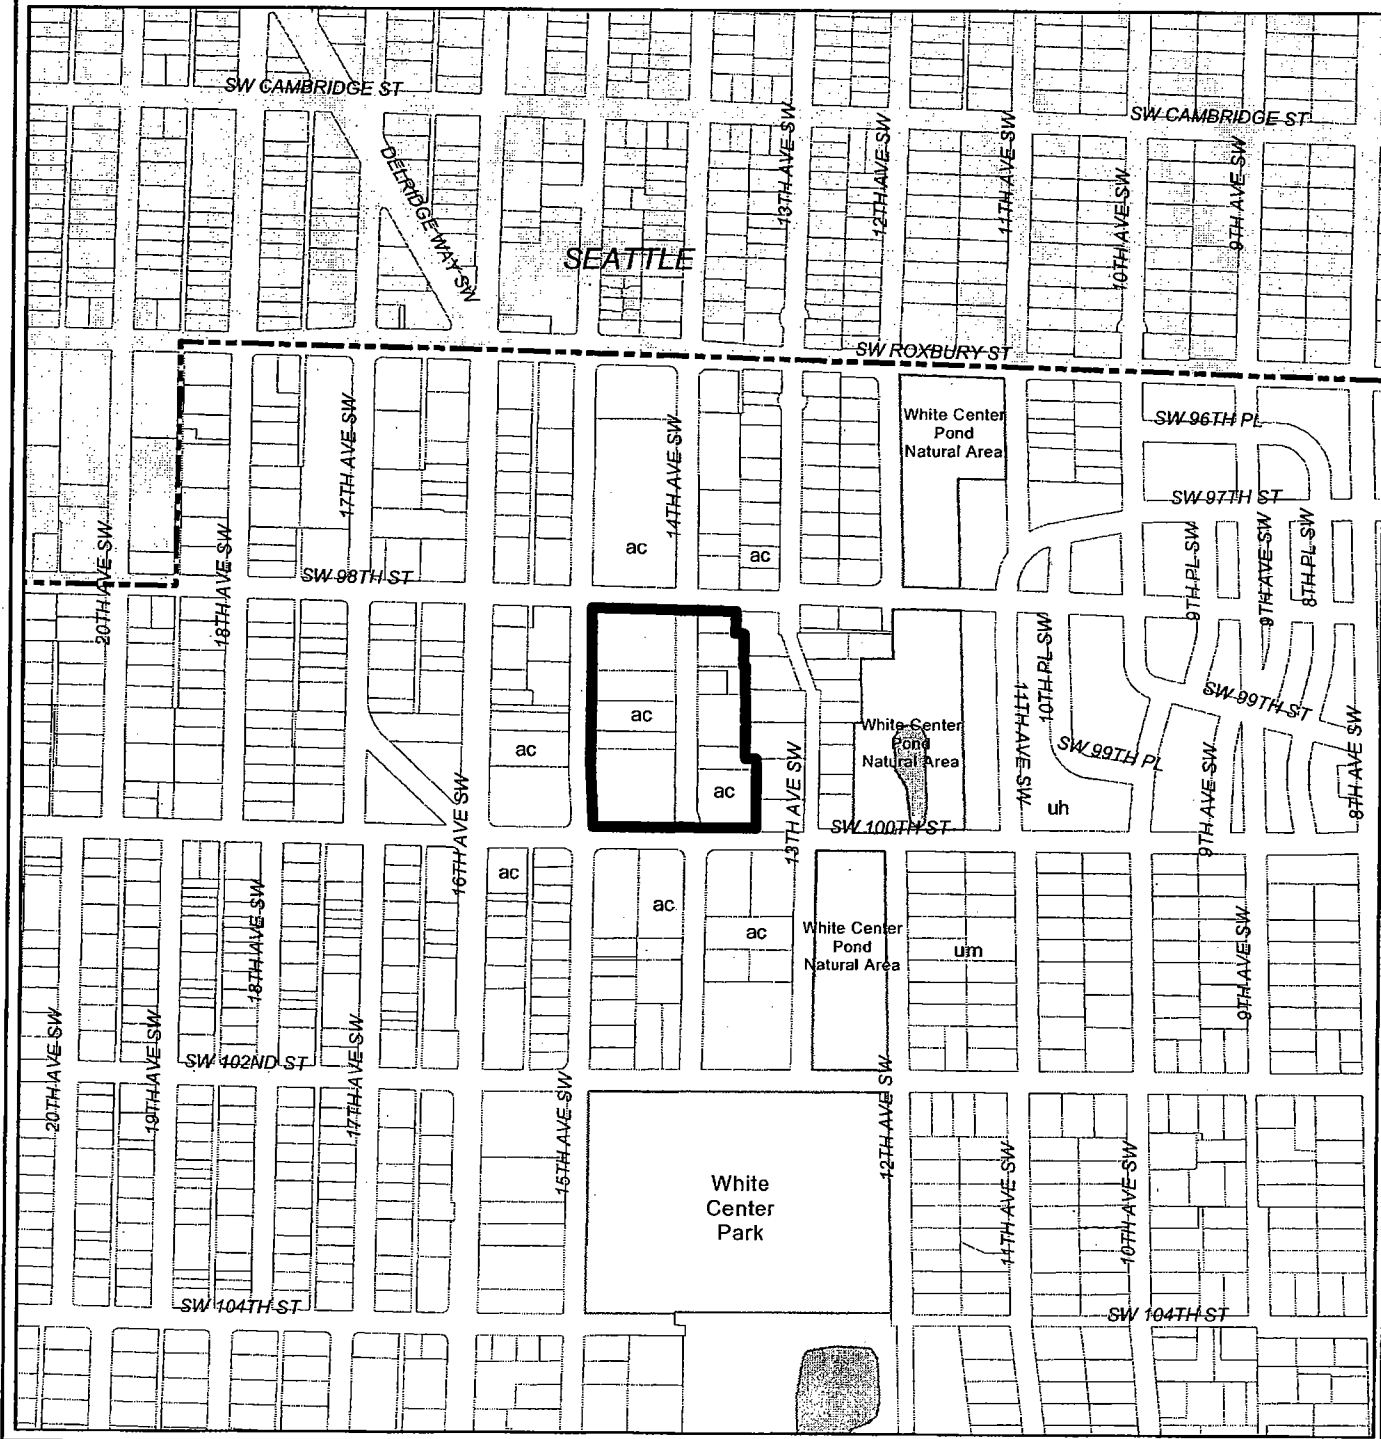 SW CAMBRIDGE ST
SW CAMBRIDGE ST
DELRIDGE WAY SW
13TH AVE SW
12TH AVE SW
11TH AVE SW
10TH AVE SW
9TH AVE SW
SEATTLE
SW ROXBURY ST
White Center
Pond
Natural Area
SW 96TH PL
17TH AVE SW
14TH AVE SW
SW 97TH ST
20TH AVE SW
18TH AVE SW
ac
ac
9TH PL SW
9TH AVE SW
8TH PL SW
SW 98TH ST
10TH PL SW
11TH AVE SW
SW 99TH ST
ac
ac
White Center
Pond
Natural Area
SW 99TH PL
8TH AVE SW
16TH AVE SW
13TH AVE SW
9TH AVE SW
ac
uh
SW 100TH ST
ac
18TH AVE SW
ac
ac
White Center
Pond
Natural Area
um
9TH AVE SW
20TH AVE SW
19TH AVE SW
17TH AVE SW
SW 102ND ST
15TH AVE SW
12TH AVE SW
White
Center
Park
11TH AVE SW
10TH AVE SW
SW 104TH ST
SW 104TH ST